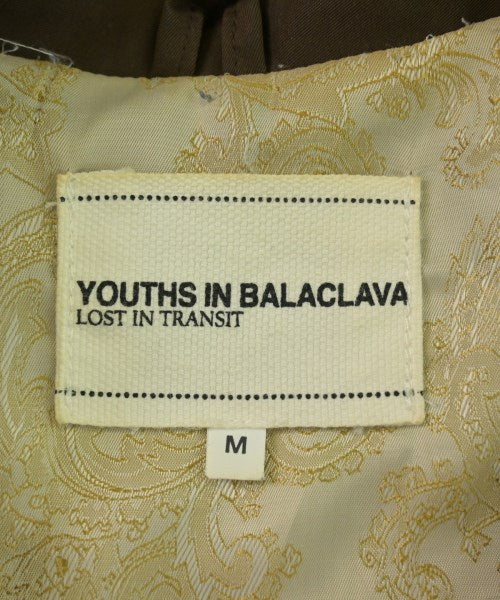 YOUTHS IN BALACLAVA
LOST IN TRANSIT
M